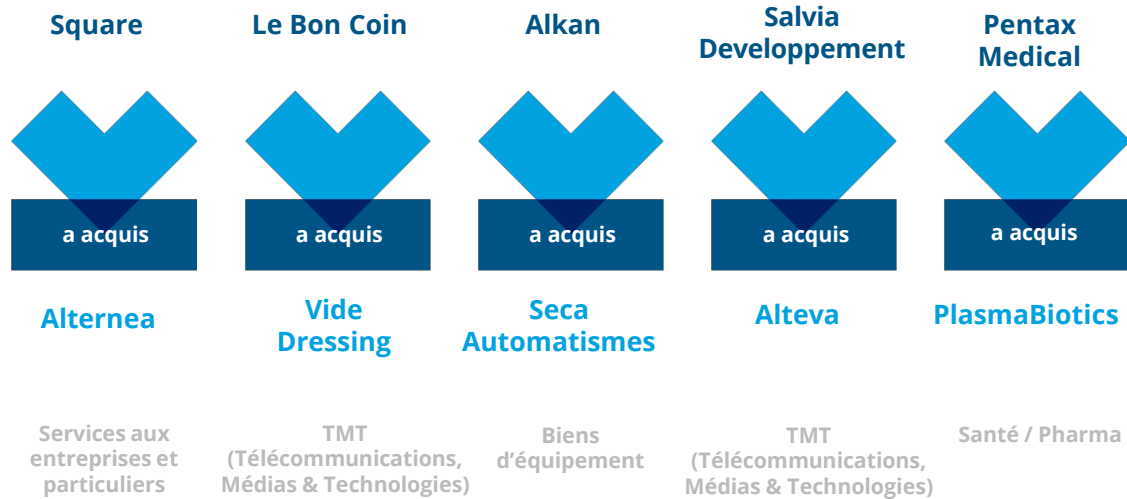 Square
Le Bon Coin
Alkan
Salvia
Developpement
Pentax
Medical
a acquis
a acquis
a acquis
a acquis
a acquis
Alternea
Vide
Dressing
Seca
Automatismes
Alteva
PlasmaBiotics
Services aux
entreprises et
particuliers
TMT
(Télécommunications,
Médias & Technologies)
Biens
d’équipement
TMT
(Télécommunications,
Médias & Technologies)
Santé / Pharma